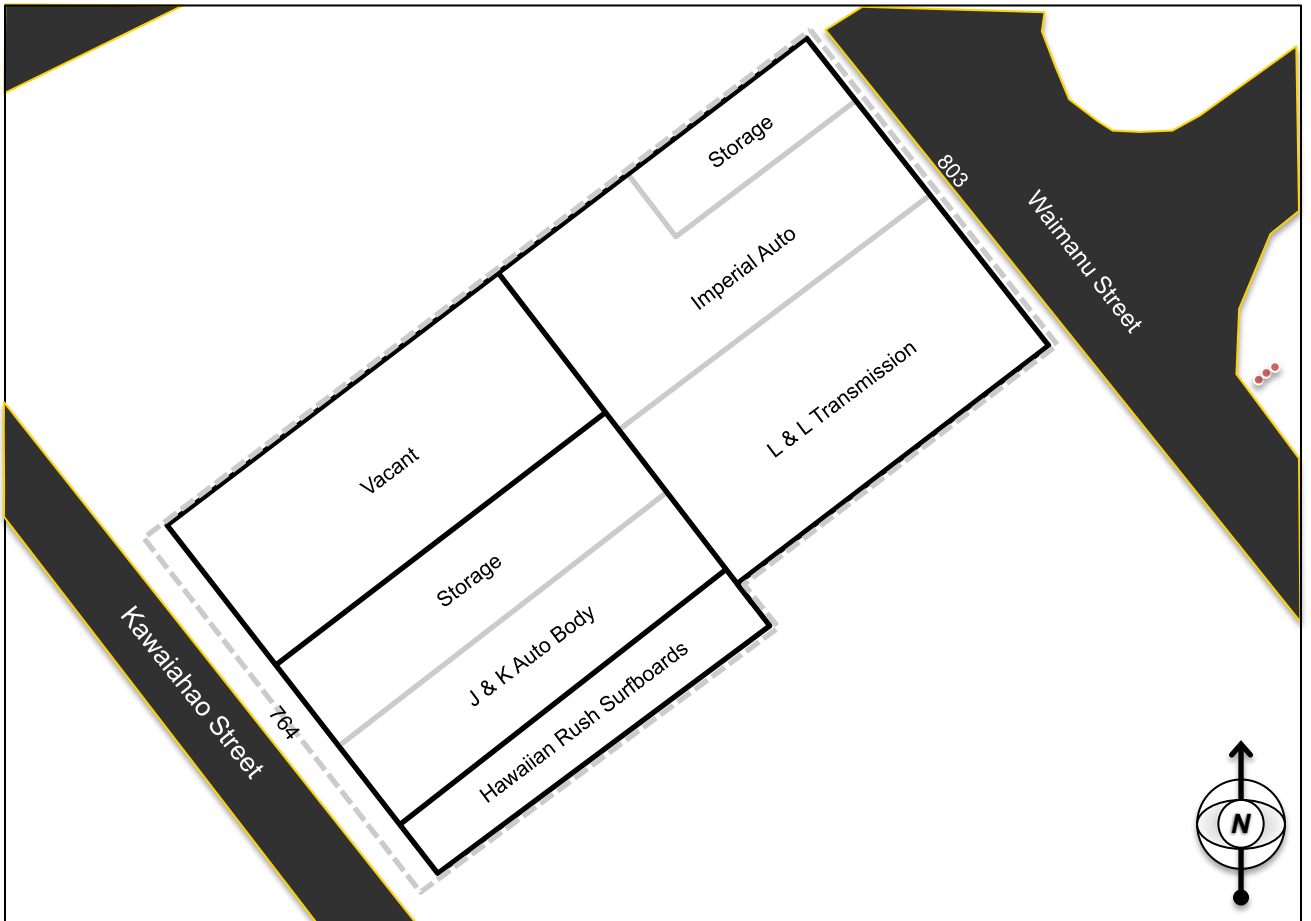 Storage
803
Imperial Auto
Waimanu Street
L & L Transmission
Vacant
Storage
J & K Auto Body
Hawaiian Rush Surfboards
Kawaiahao Street
764
N